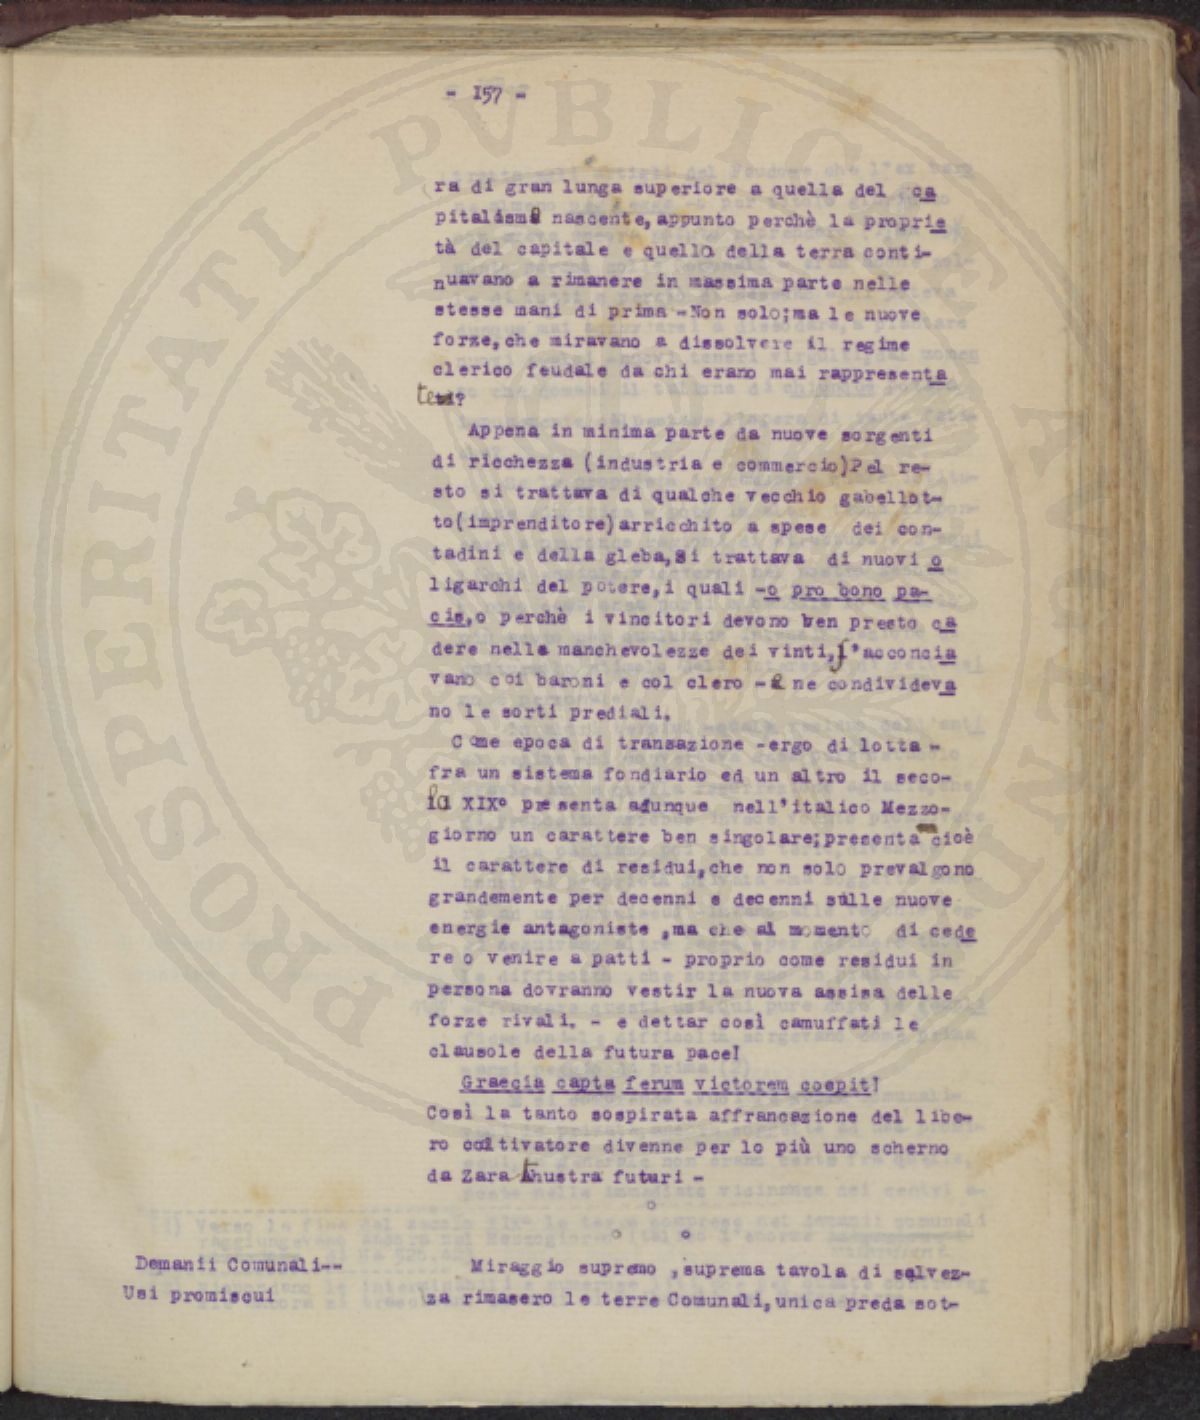 - 157 -
ra di gran lunga superiore a quella del ca
pitalismo nascente, appunto perchè la proprie
tà del capitale e quella della terra conti-
nuavano a rimanere in massima parte nelle
stesse mani di prima -Non solo;ma le nuove
forze,che miravano a dissolvere il regime
clerico feudale da chi erano mai rappresenta
te?
Appena in minima parte da nuove sorgenti
di ricchezza (industria e commercio)Pel re-
sto si trattava di qualche vecchio gabellot-
to(imprenditore)arricchito a spese dei con-
tadini e della gleba,si trattava di nuovi o
ligarchi del potere,i quali -o pro bono pa-
cis,o perchè i vincitori devono ben presto ca
dere nelle manchevolezze dei vinti,s'acconcia
vano coi baroni e col clero -e ne condivideva
no le sorti prediali.
Come epoca di transazione -ergo di lotta -
fra un sistema fondiario ed un altro il seco-
lo XIX° presenta adunque nell'italico Mezzo-
giorno un carattere ben singolare;presenta cioè
il carattere di residui,che non solo prevalgono
grandemente per decenni e decenni sulle nuove
energie antagoniste ,ma che al momento di cede
re o venire a patti - proprio come residui in
persona dovranno vestir la nuova assisa delle
forze rivali. - e dettar così camuffati le
clausole della futura pace!
Graecia capta ferum victorem coepit!
Così la tanto sospirata affrancazione del libe-
ro coltivatore divenne per lo più uno scherno
da Zara thustra futuri -
Demanii Comunali--
Usi promiscui
Miraggio supremo ,suprema tavola di salvez-
za rimasero le terre Comunali,unica preda sot-
PROSPERITATI PVBLICAE AVGENDAE